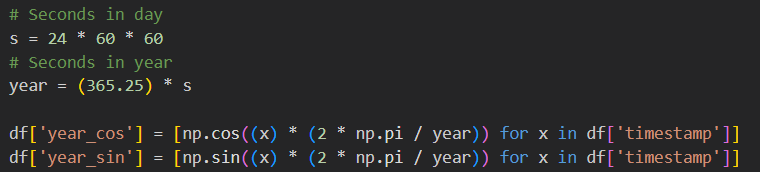 # Seconds in day
s = 24 * 60 * 60
# Seconds in year
year = (365.25) * s
df['year_cos'] = [np.cos((x) * (2 * np.pi / year)) for x in df['timestamp']]
df['year_sin'] = [np.sin((x) * (2 * np.pi / year)) for x in df['timestamp']]